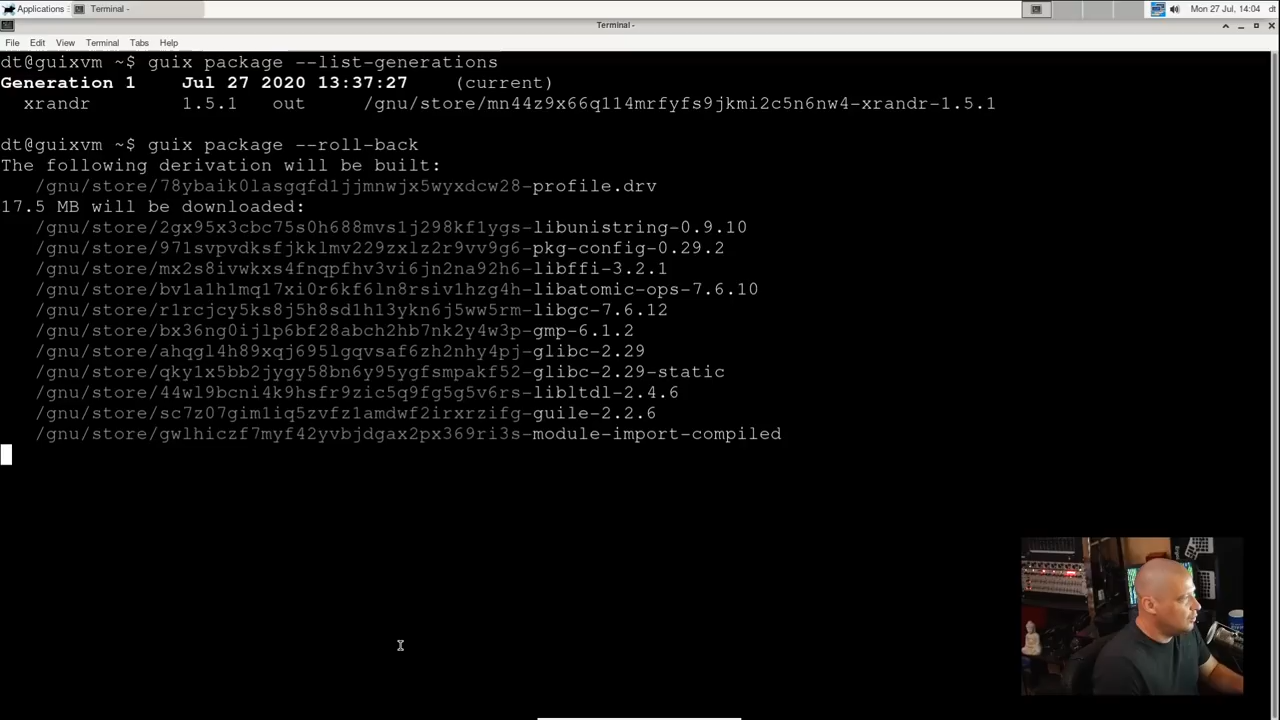 Applications
Terminal -
Mon 27 Jul, 14:04
dt
Terminal -
File Edit View Terminal Tabs Help
dt@guixvm ~$ guix package --list-generations
Generation 1 Jul 27 2020 13:37:27 (current)
xrandr 1.5.1 out /gnu/store/mn44z9x66q114mrfyfs9jkmi2c5n6nw4-xrandr-1.5.1
dt@guixvm ~$ guix package --roll-back
The following derivation will be built:
/gnu/store/78ybaik0lasgqfd1jjmnwjx5wyxdcw28-profile.drv
17.5 MB will be downloaded:
/gnu/store/2gx95x3cbc75s0h688mvs1j298kf1ygs-libunistring-0.9.10
/gnu/store/971svpvdksfjkklmv229zxlz2r9vv9g6-pkg-config-0.29.2
/gnu/store/mx2s8ivwkxs4fnqpfhv3vi6jn2na92h6-libffi-3.2.1
/gnu/store/bv1a1h1mq17xi0r6kf61n8rsiv1hzg4h-libatomic-ops-7.6.10
/gnu/store/r1rcjcy5ks8j5h8sd1h13ykn6j5ww5rm-libgc-7.6.12
/gnu/store/bx36ng0ijlp6bf28abch2hb7nk2y4w3p-gmp-6.1.2
/gnu/store/ahqgl4h89xqj695lgqvsaf6zh2nhy4pj-glibc-2.29
/gnu/store/qky1x5bb2jygy58bn6y95ygfsmpakf52-glibc-2.29-static
/gnu/store/44wl9bcni4k9hsfr9zic5q9fg5g5v6rs-libltdl-2.4.6
/gnu/store/sc7z07gim1iq5zvfz1amdwf2irxrzifg-guile-2.2.6
/gnu/store/gwlhiczf7myf42yvbjdgax2px369ri3s-module-import-compiled